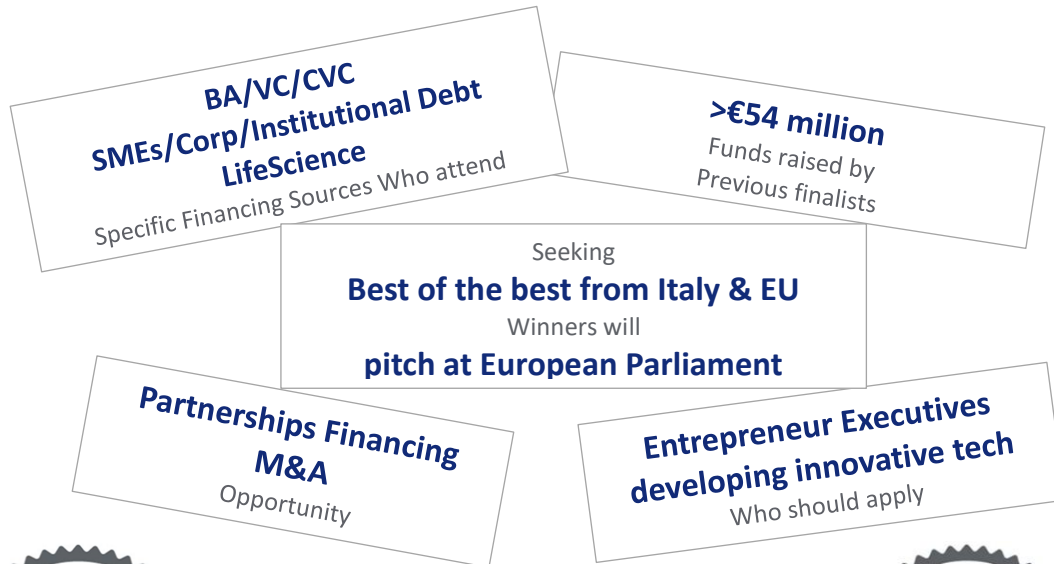 BA/VC/CVC
SMEs/Corp/Institutional Debt
LifeScience
Specific Financing Sources Who attend
>€54 million
Funds raised by
Previous finalists
Seeking
Best of the best from Italy & EU
Winners will
pitch at European Parliament
Partnerships Financing
M&A
Opportunity
Entrepreneur Executives
developing innovative tech
Who should apply